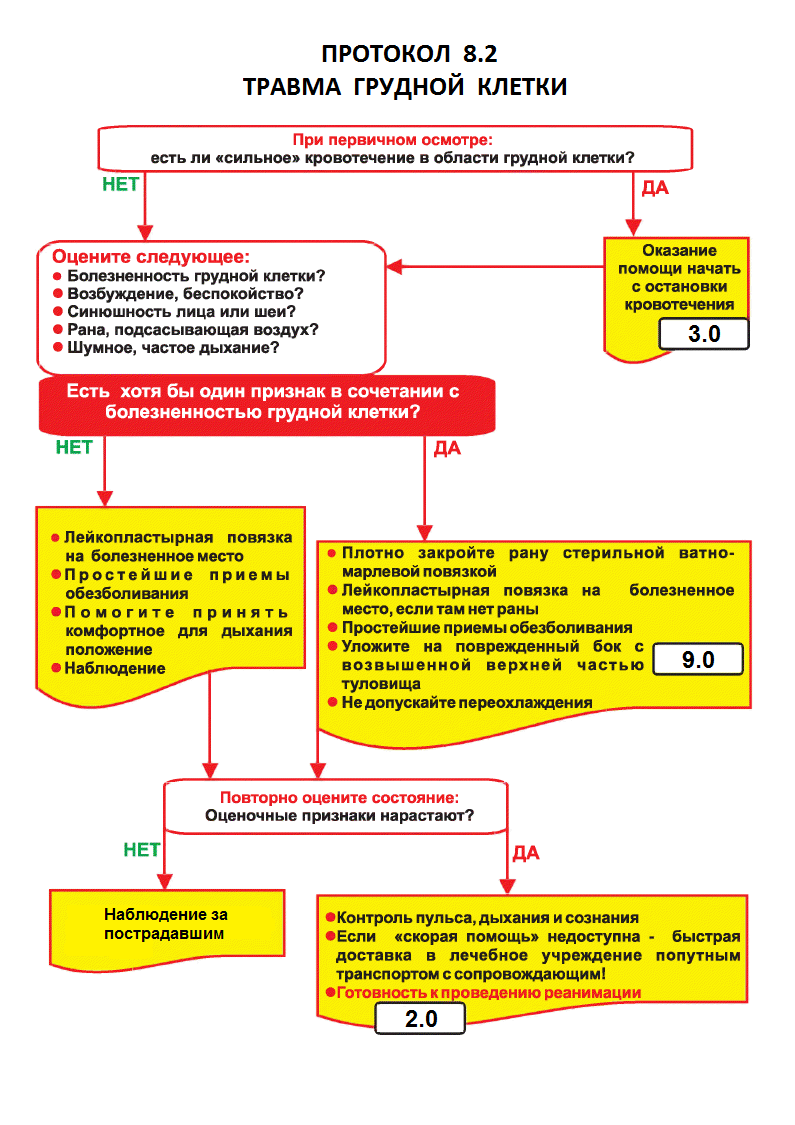 ПРОТОКОЛ 8.2
ТРАВМА ГРУДНОЙ КЛЕТКИ
При первичном осмотре:
есть ли «сильное» кровотечение в области грудной клетки?
НЕТ
ДА
Оцените следующее:
● Болезненность грудной клетки?
● Возбуждение, беспокойство?
● Синюшность лица или шеи?
● Рана, подсасывающая воздух?
● Шумное, частое дыхание?
Оказание
помощи начать
с остановки
кровотечения
3.0
Есть хотя бы один признак в сочетании с
болезненностью грудной клетки?
НЕТ
ДА
● Лейкопластырная повязка
на болезненное место
● Простейшие приемы
обезболивания
● Помогите принять
комфортное для дыхания
положение
● Наблюдение
● Плотно закройте рану стерильной ватно-
марлевой повязкой
● Лейкопластырная повязка на болезненное
место, если там нет раны
● Простейшие приемы обезболивания
● Уложите на поврежденный бок с
возвышенной верхней частью
туловища
9.0
● Не допускайте переохлаждения
Повторно оцените состояние:
Оценочные признаки нарастают?
НЕТ
ДА
Наблюдение за
пострадавшим
● Контроль пульса, дыхания и сознания
● Если «скорая помощь» недоступна - быстрая
доставка в лечебное учреждение попутным
транспортом с сопровождающим!
● Готовность к проведению реанимации
2.0